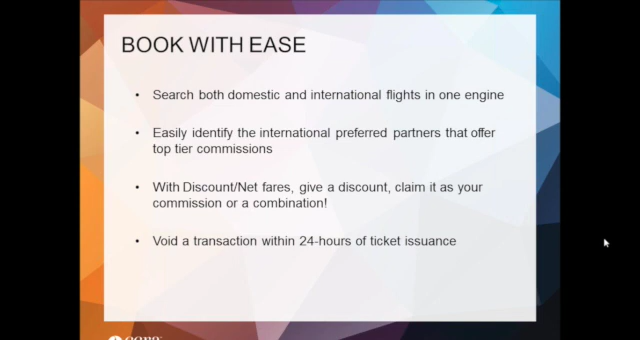 BOOK WITH EASE
• Search both domestic and international flights in one engine
• Easily identify the international preferred partners that offer
top tier commissions
• With Discount/Net fares, give a discount, claim it as your
commission or a combination!
• Void a transaction within 24-hours of ticket issuance